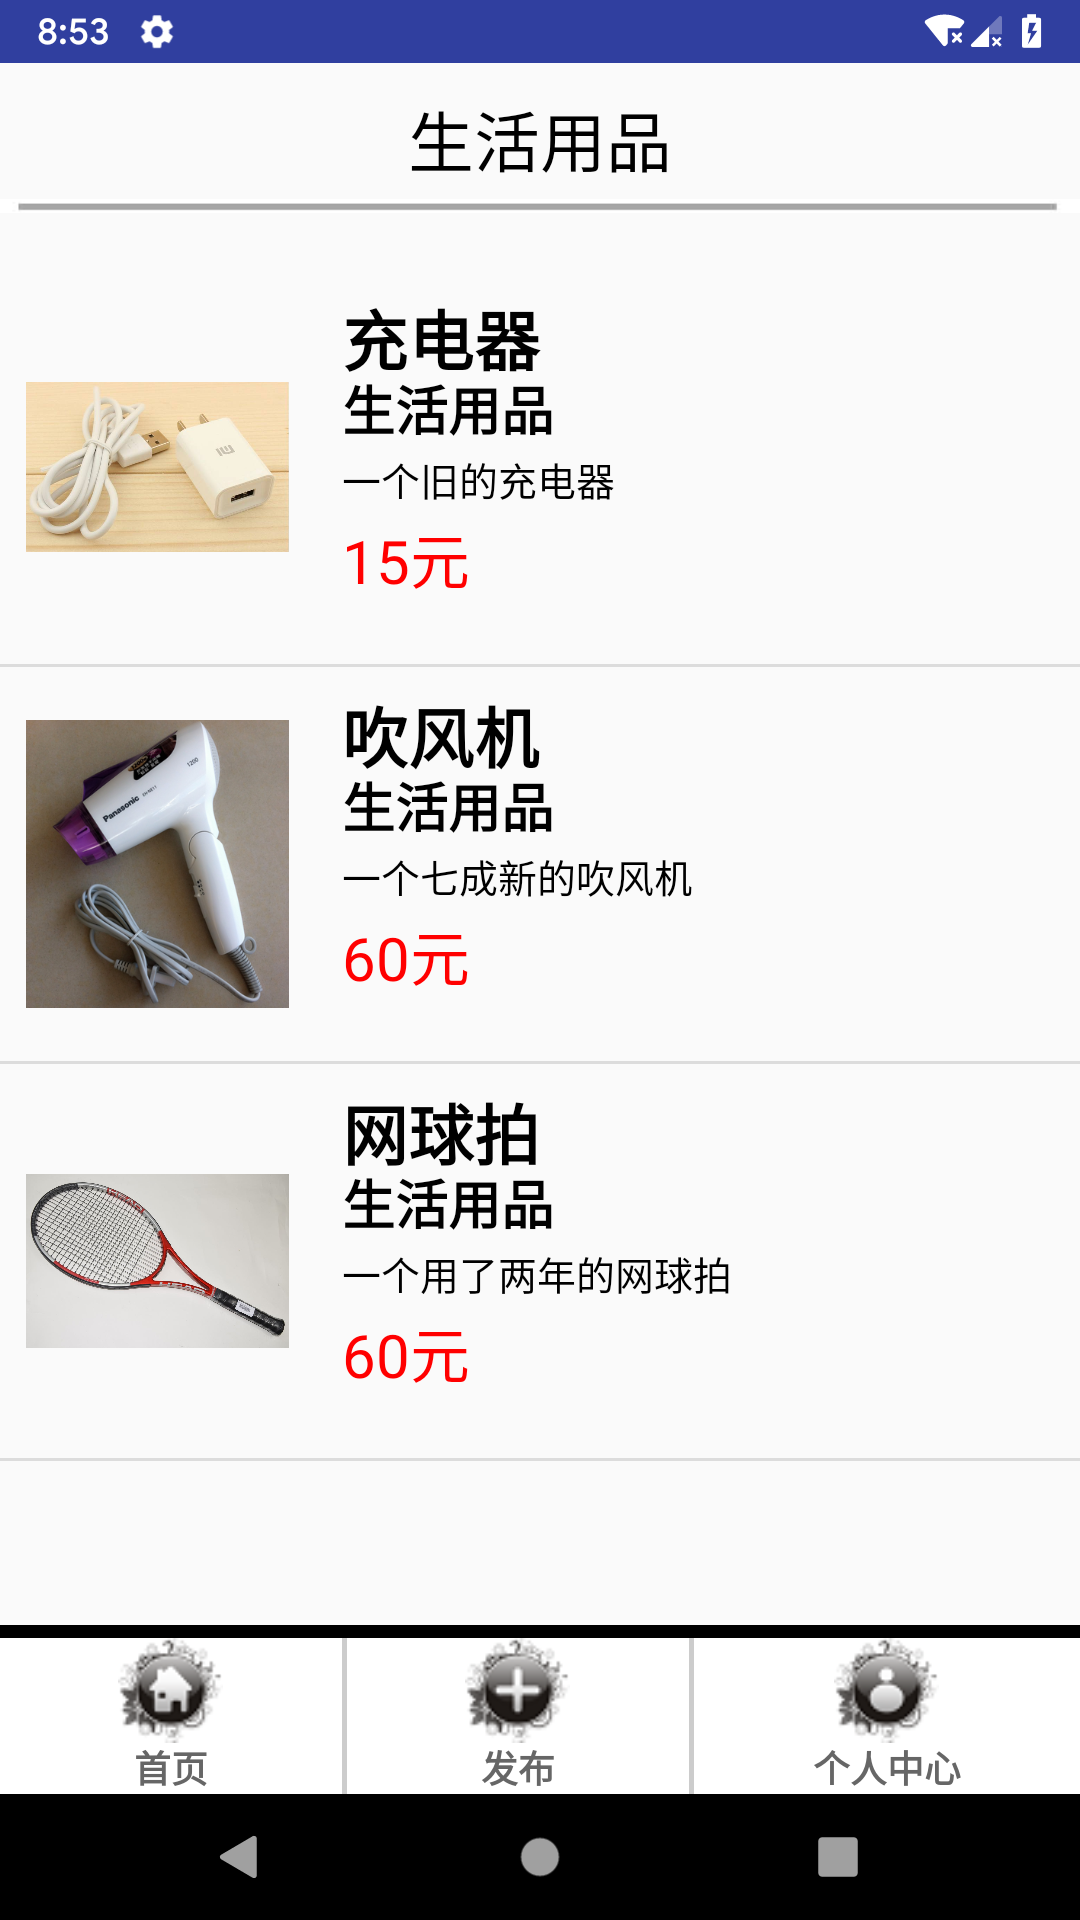 8:53
生活用品
充电器
生活用品
一个旧的充电器
15元
吹风机
生活用品
一个七成新的吹风机
60元
Panasonic
1200
网球拍
生活用品
一个用了两年的网球拍
60元
首页
发布
个人中心